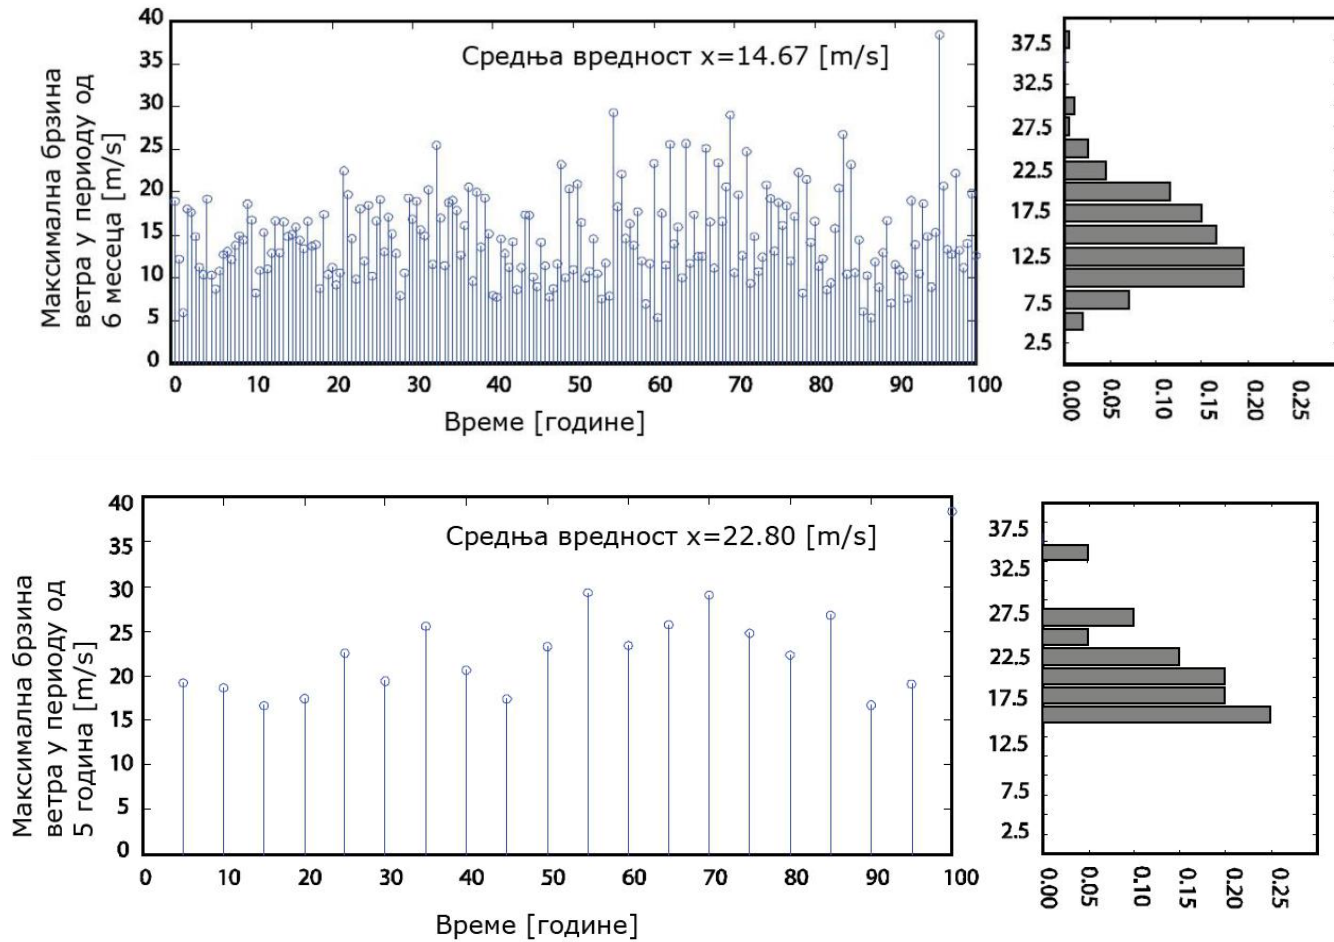 Максимална брзина
ветра у периоду од
6 месеца [m/s]
40
35
30
25
20
15
10
5
0
Средња вредност x=14.67 [m/s]
0 10 20 30 40 50 60 70 80 90 100
Време [године]
37.5
32.5
27.5
22.5
17.5
12.5
7.5
2.5
0.00 0.05 0.10 0.15 0.20 0.25
Максимална брзина
ветра у периоду од
5 година [m/s]
40
35
30
25
20
15
10
5
0
Средња вредност x=22.80 [m/s]
0 10 20 30 40 50 60 70 80 90 100
Време [године]
37.5
32.5
27.5
22.5
17.5
12.5
7.5
2.5
0.00 0.05 0.10 0.15 0.20 0.25